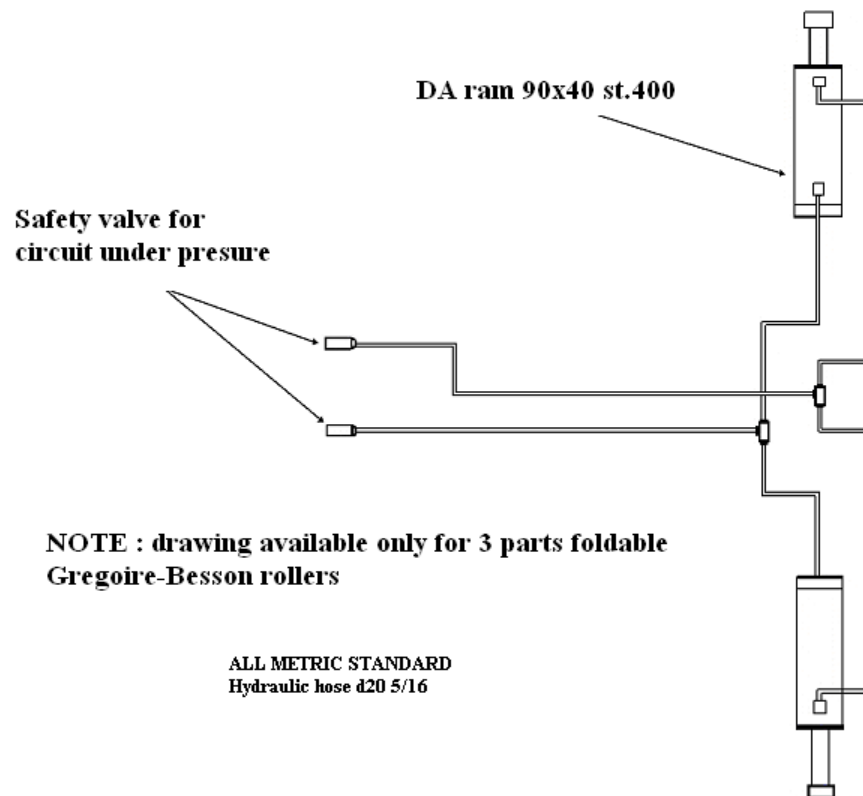 DA ram 90x40 st.400
Safety valve for
circuit under presure
NOTE : drawing available only for 3 parts foldable
Gregoire-Besson rollers
ALL METRIC STANDARD
Hydraulic hose d20 5/16